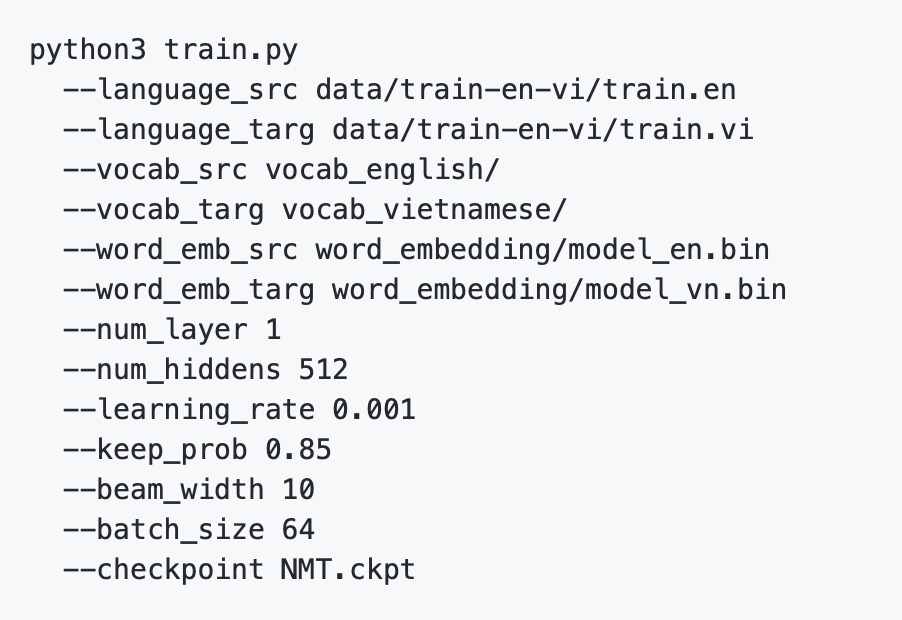 python3 train.py
  --language_src data/train-en-vi/train.en
  --language_targ data/train-en-vi/train.vi
  --vocab_src vocab_english/
  --vocab_targ vocab_vietnamese/
  --word_emb_src word_embedding/model_en.bin
  --word_emb_targ word_embedding/model_vn.bin
  --num_layer 1
  --num_hiddens 512
  --learning_rate 0.001
  --keep_prob 0.85
  --beam_width 10
  --batch_size 64
  --checkpoint NMT.ckpt